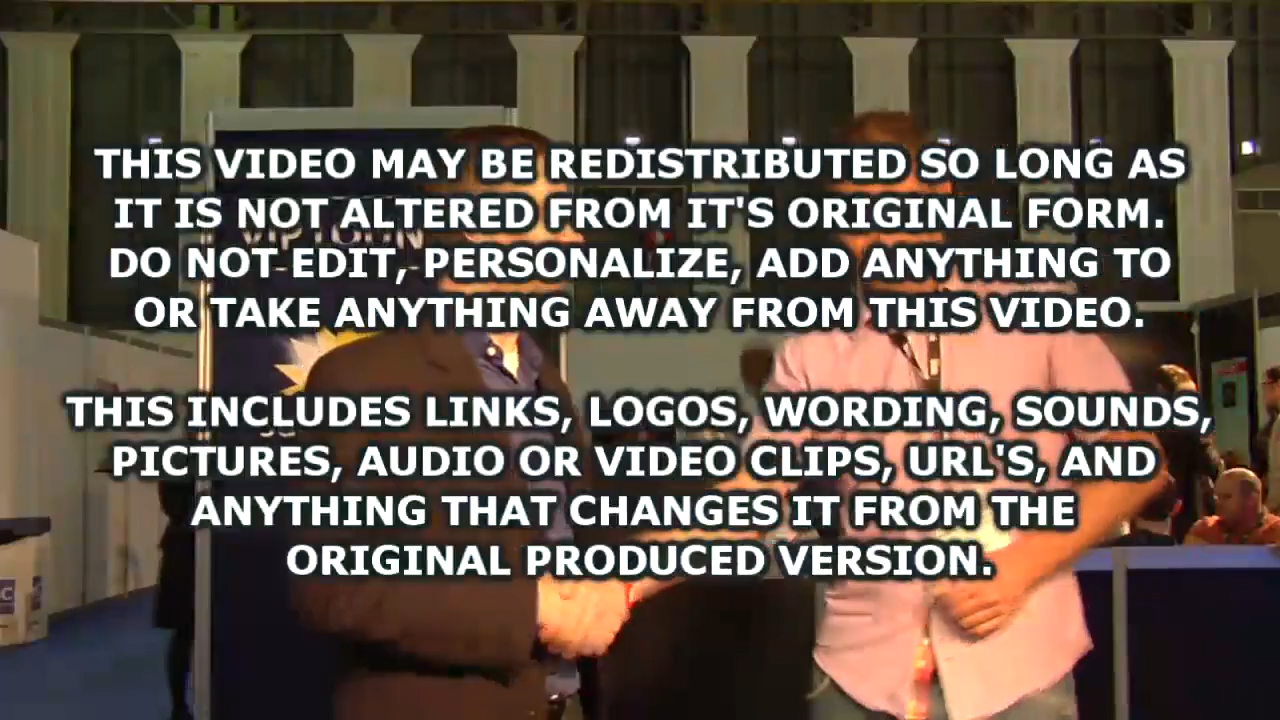 THIS VIDEO MAY BE REDISTRIBUTED SO LONG AS
IT IS NOT ALTERED FROM IT'S ORIGINAL FORM.
DO NOT EDIT, PERSONALIZE, ADD ANYTHING TO
OR TAKE ANYTHING AWAY FROM THIS VIDEO.
THIS INCLUDES LINKS, LOGOS, WORDING, SOUNDS,
PICTURES, AUDIO OR VIDEO CLIPS, URL'S, AND
ANYTHING THAT CHANGES IT FROM THE
ORIGINAL PRODUCED VERSION.